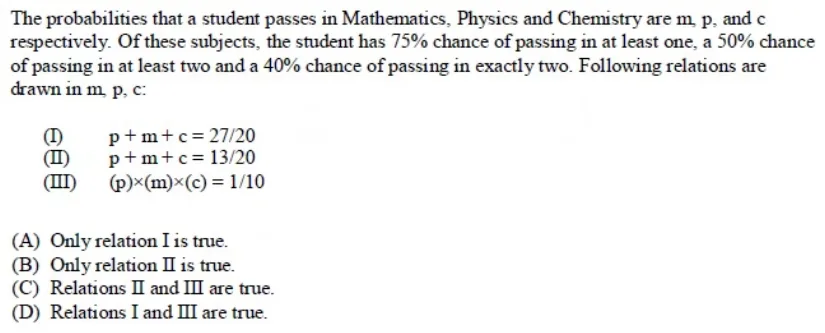 The probabilities that a student passes in Mathematics, Physics and Chemistry are m, p, and c
respectively. Of these subjects, the student has 75% chance of passing in at least one, a 50% chance
of passing in at least two and a 40% chance of passing in exactly two. Following relations are
drawn in m, p, c:
(I) p + m + c = 27/20
(II) p + m + c = 13/20
(III) (p)×(m)×(c) = 1/10
(A) Only relation I is true.
(B) Only relation II is true.
(C) Relations II and III are true.
(D) Relations I and III are true.